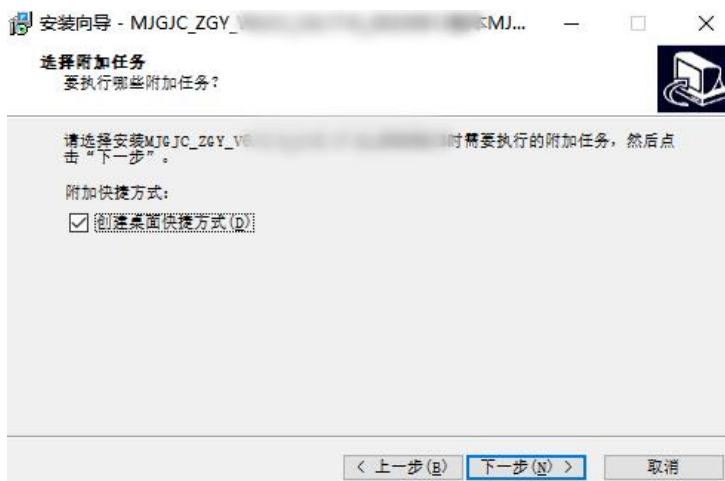 安装向导 - MJGJC_ZGY_ MJ...
选择附加任务
要执行哪些附加任务?
请选择安装MJGJC_ZGY_V 时需要执行的附加任务，然后点
击“下一步”。
附加快捷方式:
创建桌面快捷方式(D)
< 上一步(B)
下一步(N) >
取消